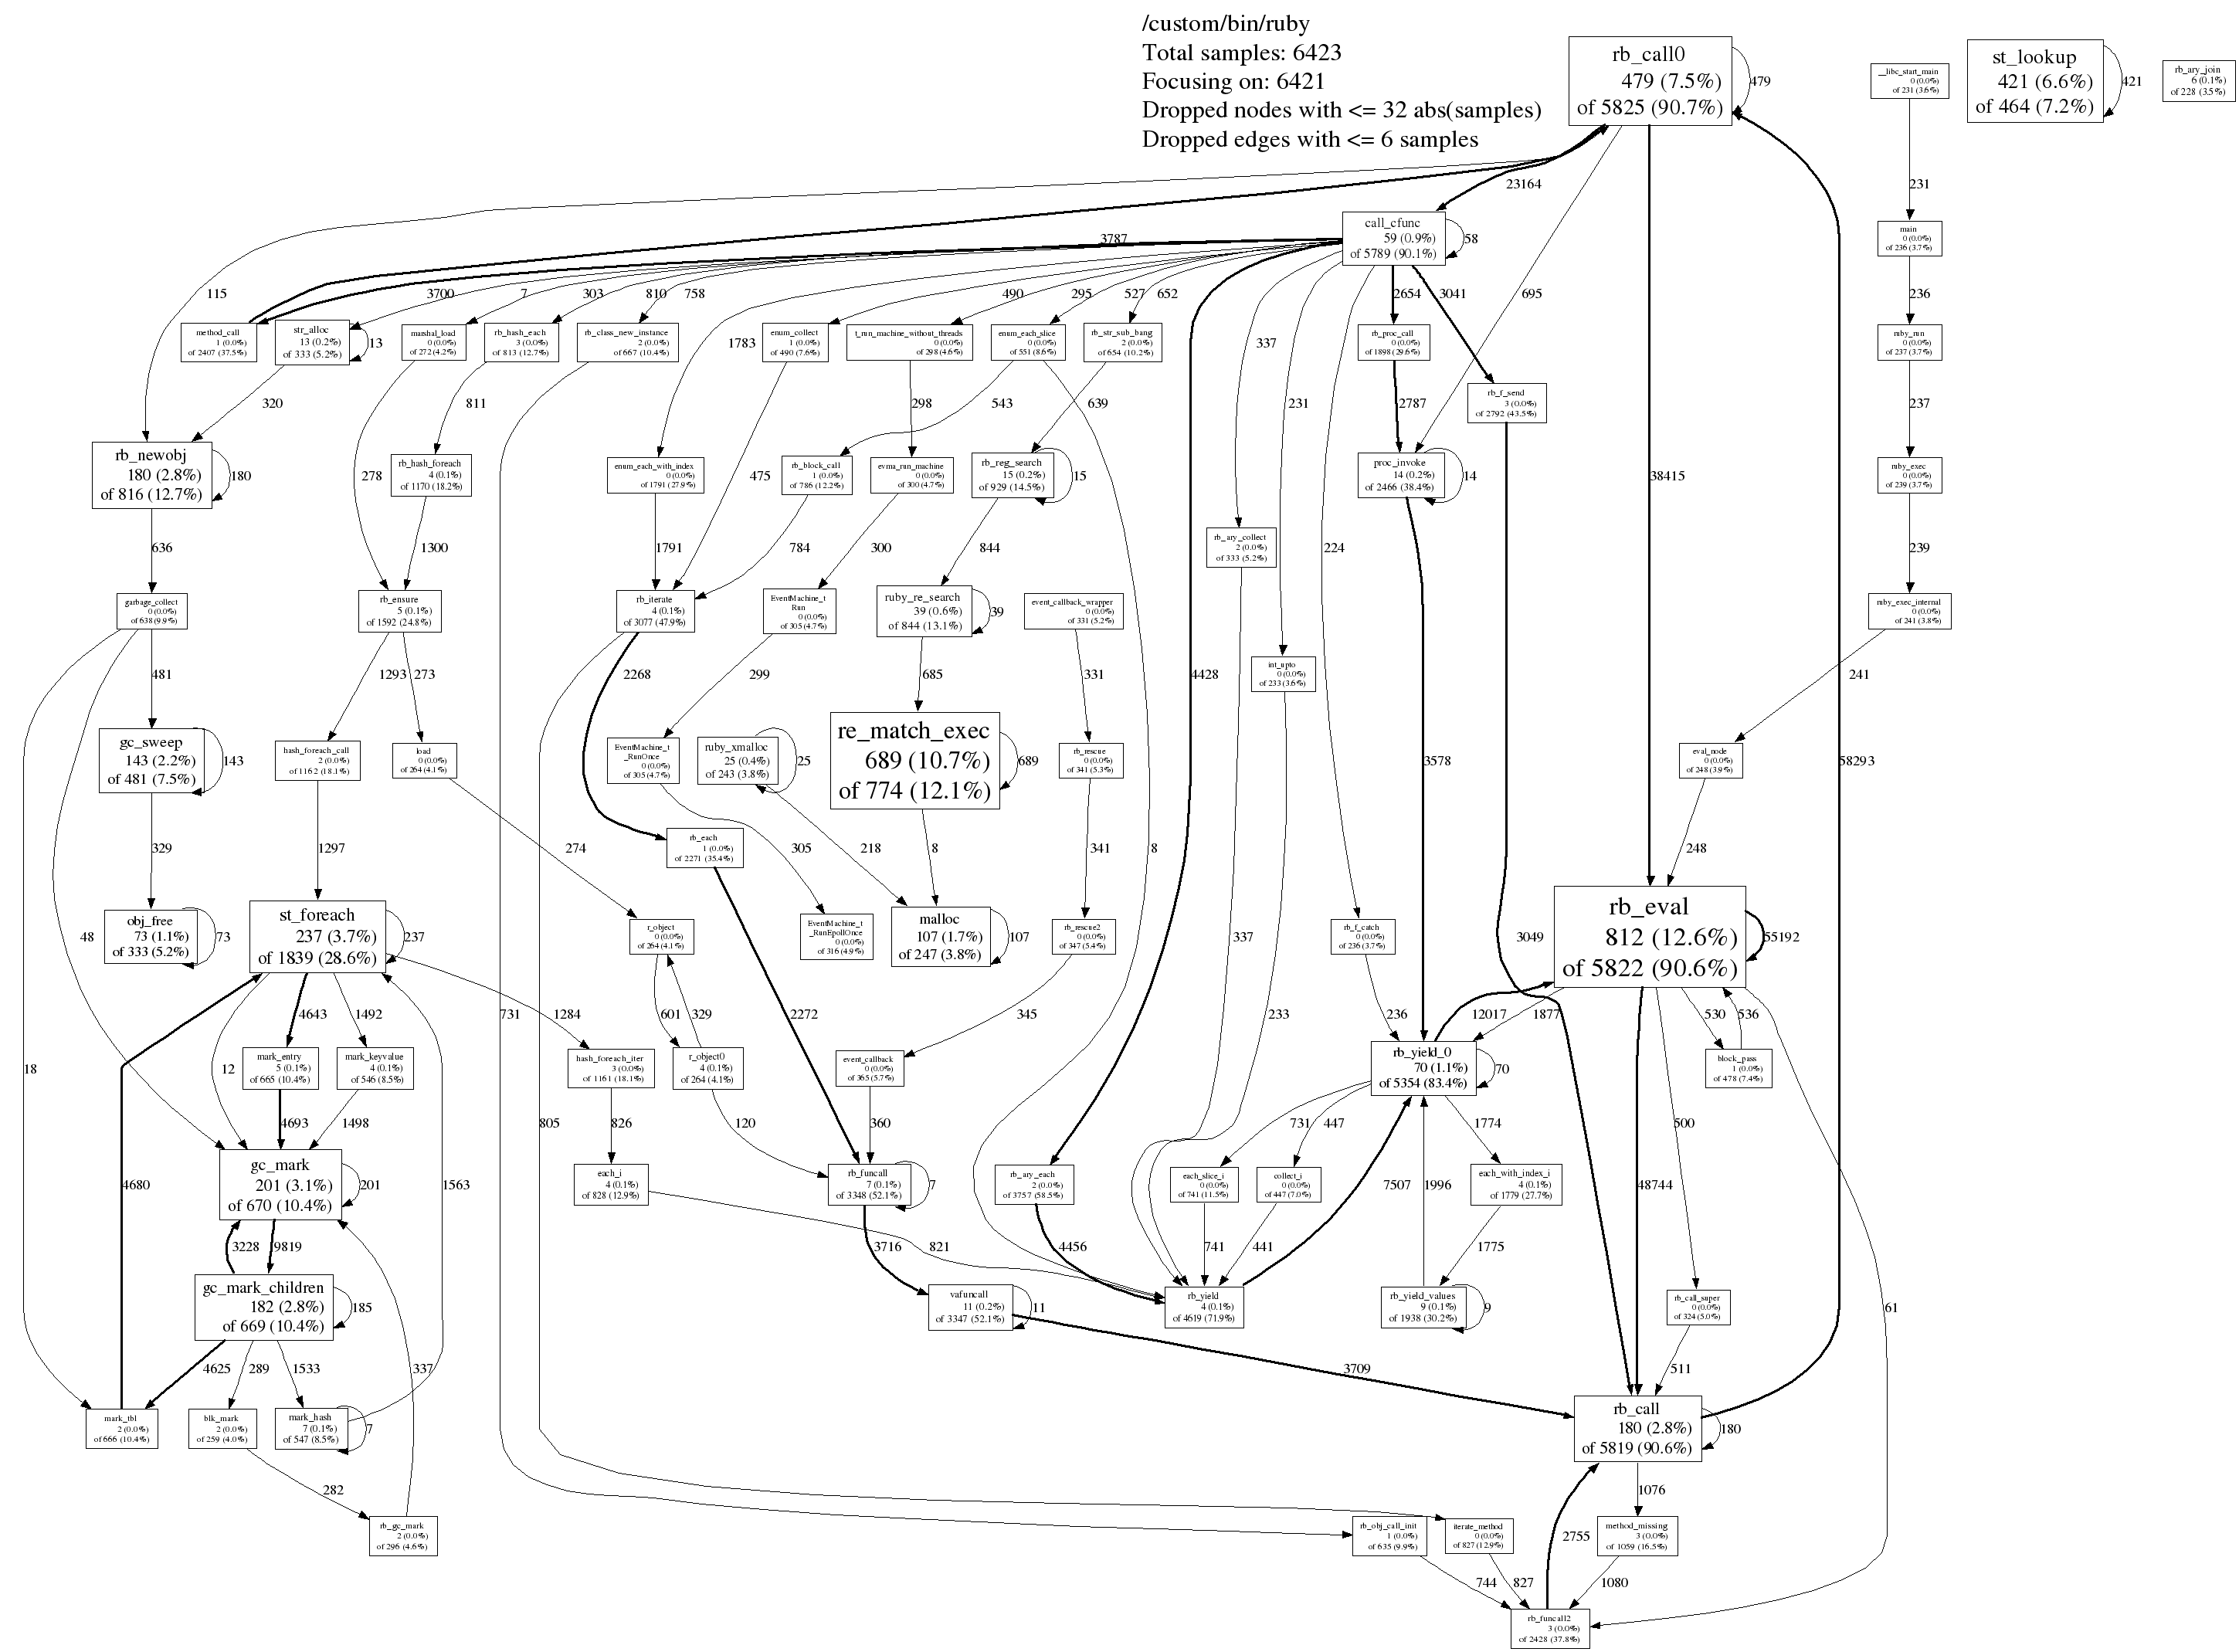 /custom/bin/ruby
Total samples: 6423
Focusing on: 6421
Dropped nodes with <= 32 abs(samples)
Dropped edges with <= 6 samples
rb_call0
479 (7.5%)
of 5825 (90.7%)
479
__libc_start_main
0 (0.0%)
of 231 (3.6%)
st_lookup
421 (6.6%)
of 464 (7.2%)
421
rb_ary_join
6 (0.1%)
of 228 (3.5%)
23164
231
call_cfunc
59 (0.9%)
of 5789 (90.1%)
58
main
0 (0.0%)
of 236 (3.7%)
3787
115
3700
7
303
810
758
490
295
527
652
2654
3041
695
236
method_call
1 (0.0%)
of 2407 (37.5%)
str_alloc
13 (0.2%)
of 333 (5.2%)
13
marshal_load
0 (0.0%)
of 272 (4.2%)
rb_hash_each
3 (0.0%)
of 813 (12.7%)
rb_class_new_instance
2 (0.0%)
of 667 (10.4%)
1783
enum_collect
1 (0.0%)
of 490 (7.6%)
t_run_machine_without_threads
0 (0.0%)
of 298 (4.6%)
enum_each_slice
0 (0.0%)
of 551 (8.6%)
rb_str_sub_bang
2 (0.0%)
of 654 (10.2%)
337
rb_proc_call
0 (0.0%)
of 1898 (29.6%)
ruby_run
0 (0.0%)
of 237 (3.7%)
320
811
298
543
639
231
2787
rb_f_send
3 (0.0%)
of 2792 (43.5%)
237
rb_newobj
180 (2.8%)
of 816 (12.7%)
180
278
rb_hash_foreach
4 (0.1%)
of 1170 (18.2%)
enum_each_with_index
0 (0.0%)
of 1791 (27.9%)
475
rb_block_call
1 (0.0%)
of 786 (12.2%)
evma_run_machine
0 (0.0%)
of 300 (4.7%)
rb_reg_search
15 (0.2%)
of 929 (14.5%)
15
proc_invoke
14 (0.2%)
of 2466 (38.4%)
14
38415
ruby_exec
0 (0.0%)
of 239 (3.7%)
636
1300
1791
784
300
844
rb_ary_collect
2 (0.0%)
of 333 (5.2%)
224
239
garbage_collect
0 (0.0%)
of 638 (9.9%)
rb_ensure
5 (0.1%)
of 1592 (24.8%)
rb_iterate
4 (0.1%)
of 3077 (47.9%)
EventMachine_t
Run
0 (0.0%)
of 305 (4.7%)
ruby_re_search
39 (0.6%)
of 844 (13.1%)
39
event_callback_wrapper
0 (0.0%)
of 331 (5.2%)
ruby_exec_internal
0 (0.0%)
of 241 (3.8%)
481
1293
273
2268
299
685
331
4428
int_upto
0 (0.0%)
of 233 (3.6%)
241
gc_sweep
143 (2.2%)
of 481 (7.5%)
143
hash_foreach_call
2 (0.0%)
of 1162 (18.1%)
load
0 (0.0%)
of 264 (4.1%)
EventMachine_t
_RunOnce
0 (0.0%)
of 305 (4.7%)
ruby_xmalloc
25 (0.4%)
of 243 (3.8%)
25
re_match_exec
689 (10.7%)
of 774 (12.1%)
689
rb_rescue
0 (0.0%)
of 341 (5.3%)
3578
eval_node
0 (0.0%)
of 248 (3.9%)
58293
329
1297
274
rb_each
1 (0.0%)
of 2271 (35.4%)
305
218
8
341
8
248
48
obj_free
73 (1.1%)
of 333 (5.2%)
73
st_foreach
237 (3.7%)
of 1839 (28.6%)
237
r_object
0 (0.0%)
of 264 (4.1%)
EventMachine_t
_RunEpollOnce
0 (0.0%)
of 316 (4.9%)
malloc
107 (1.7%)
of 247 (3.8%)
107
rb_rescue2
0 (0.0%)
of 347 (5.4%)
337
rb_f_catch
0 (0.0%)
of 236 (3.7%)
3049
rb_eval
812 (12.6%)
of 5822 (90.6%)
55192
4643
1492
731
1284
601
329
2272
345
233
236
12017
1877
530
536
18
12
mark_entry
5 (0.1%)
of 665 (10.4%)
mark_keyvalue
4 (0.1%)
of 546 (8.5%)
hash_foreach_iter
3 (0.0%)
of 1161 (18.1%)
r_object0
4 (0.1%)
of 264 (4.1%)
event_callback
0 (0.0%)
of 365 (5.7%)
rb_yield_0
70 (1.1%)
of 5354 (83.4%)
70
block_pass
1 (0.0%)
of 478 (7.4%)
4693
1498
805
826
120
360
731
447
1774
500
4680
gc_mark
201 (3.1%)
of 670 (10.4%)
201
1563
each_i
4 (0.1%)
of 828 (12.9%)
rb_funcall
7 (0.1%)
of 3348 (52.1%)
7
rb_ary_each
2 (0.0%)
of 3757 (58.5%)
each_slice_i
0 (0.0%)
of 741 (11.5%)
collect_i
0 (0.0%)
of 447 (7.0%)
7507
1996
each_with_index_i
4 (0.1%)
of 1779 (27.7%)
48744
3228
9819
3716
821
4456
741
441
1775
gc_mark_children
182 (2.8%)
of 669 (10.4%)
185
vafuncall
11 (0.2%)
of 3347 (52.1%)
11
rb_yield
4 (0.1%)
of 4619 (71.9%)
rb_yield_values
9 (0.1%)
of 1938 (30.2%)
9
rb_call_super
0 (0.0%)
of 324 (5.0%)
61
4625
289
1533
337
3709
511
mark_tbl
2 (0.0%)
of 666 (10.4%)
blk_mark
2 (0.0%)
of 259 (4.0%)
mark_hash
7 (0.1%)
of 547 (8.5%)
7
rb_call
180 (2.8%)
of 5819 (90.6%)
180
282
1076
rb_gc_mark
2 (0.0%)
of 296 (4.6%)
rb_obj_call_init
1 (0.0%)
of 635 (9.9%)
iterate_method
0 (0.0%)
of 827 (12.9%)
2755
method_missing
3 (0.0%)
of 1059 (16.5%)
744
827
1080
rb_funcall2
3 (0.0%)
of 2428 (37.8%)